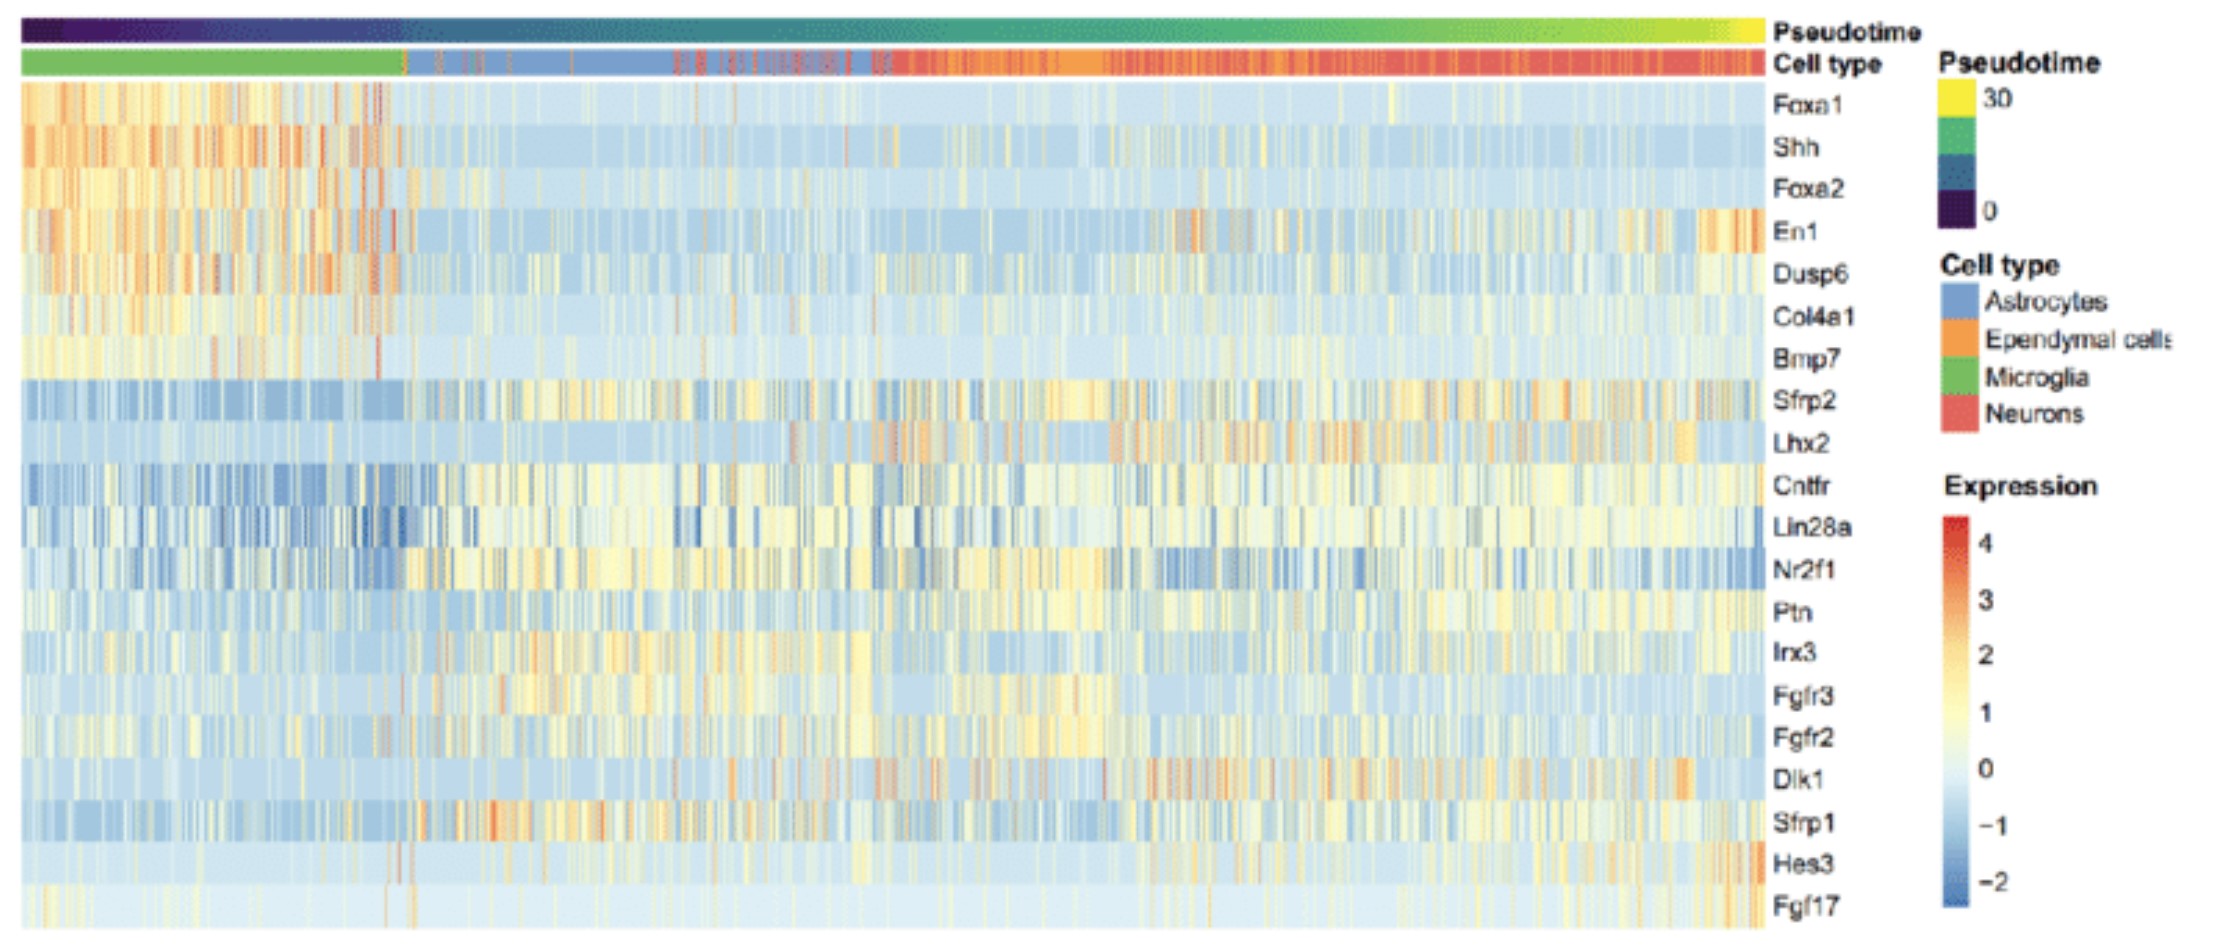 Pseudotime
Cell type
Foxa1
Shh
Foxa2
En1
Dusp6
Col4a1
Bmp7
Sfrp2
Lhx2
Cntfr
Lin28a
Nr2f1
Ptn
Irx3
Fgfr3
Fgfr2
Dlk1
Sfrp1
Hes3
Fgf17
Pseudotime
30
0
Cell type
Astrocytes
Ependymal cells
Microglia
Neurons
Expression
4
3
2
1
0
−1
−2